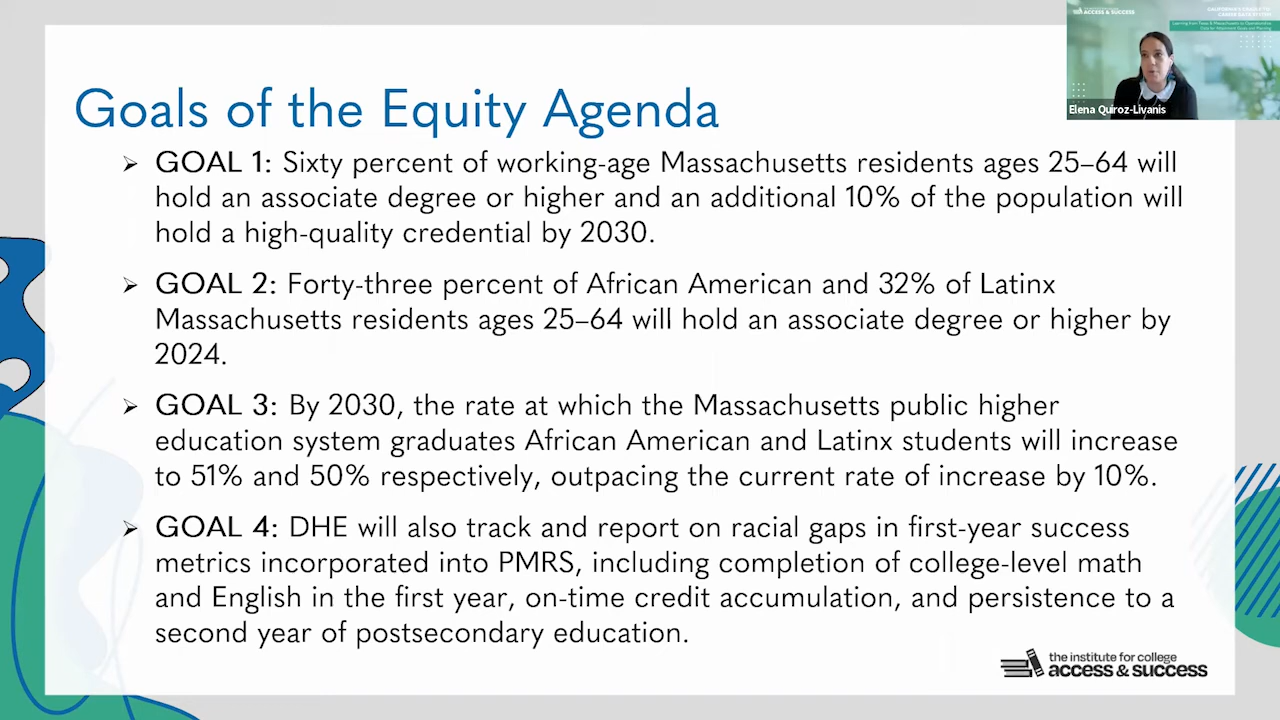 Goals of the Equity Agenda
➢ GOAL 1: Sixty percent of working-age Massachusetts residents ages 25–64 will
hold an associate degree or higher and an additional 10% of the population will
hold a high-quality credential by 2030.
➢ GOAL 2: Forty-three percent of African American and 32% of Latinx
Massachusetts residents ages 25–64 will hold an associate degree or higher by
2024.
➢ GOAL 3: By 2030, the rate at which the Massachusetts public higher
education system graduates African American and Latinx students will increase
to 51% and 50% respectively, outpacing the current rate of increase by 10%.
➢ GOAL 4: DHE will also track and report on racial gaps in first-year success
metrics incorporated into PMRS, including completion of college-level math
and English in the first year, on-time credit accumulation, and persistence to a
second year of postsecondary education.
the institute for college
access & success
ACCESS & SUCCESS
Elena Quiroz-Livanis